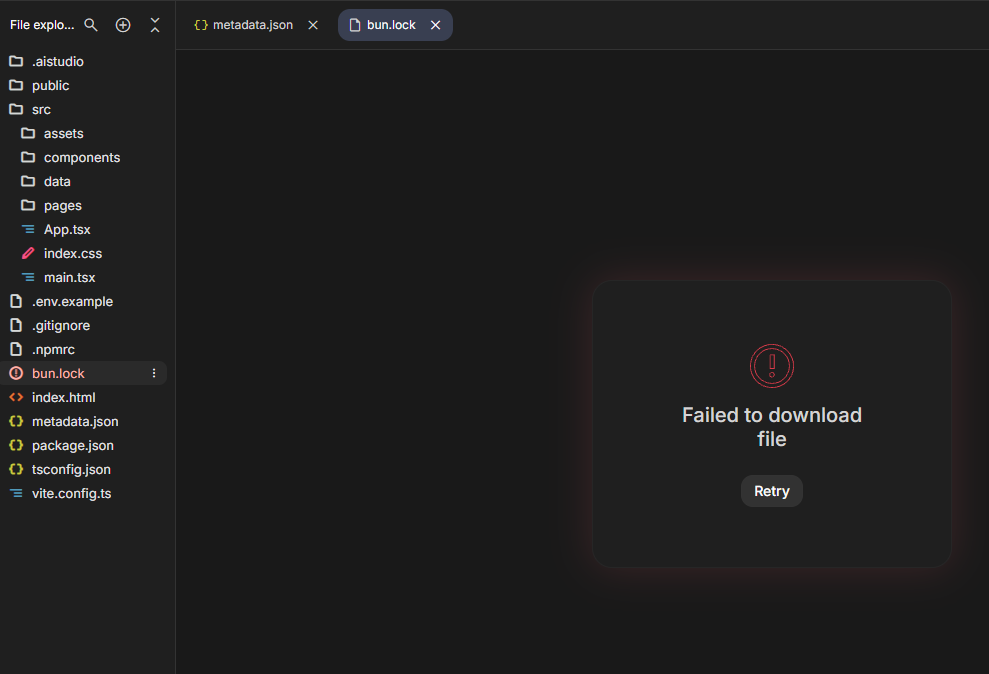 File explo...
metadata.json
bun.lock
.aistudio
public
src
assets
components
data
pages
App.tsx
index.css
main.tsx
.env.example
.gitignore
.npmrc
bun.lock
index.html
metadata.json
package.json
tsconfig.json
vite.config.ts
Failed to download
file
Retry